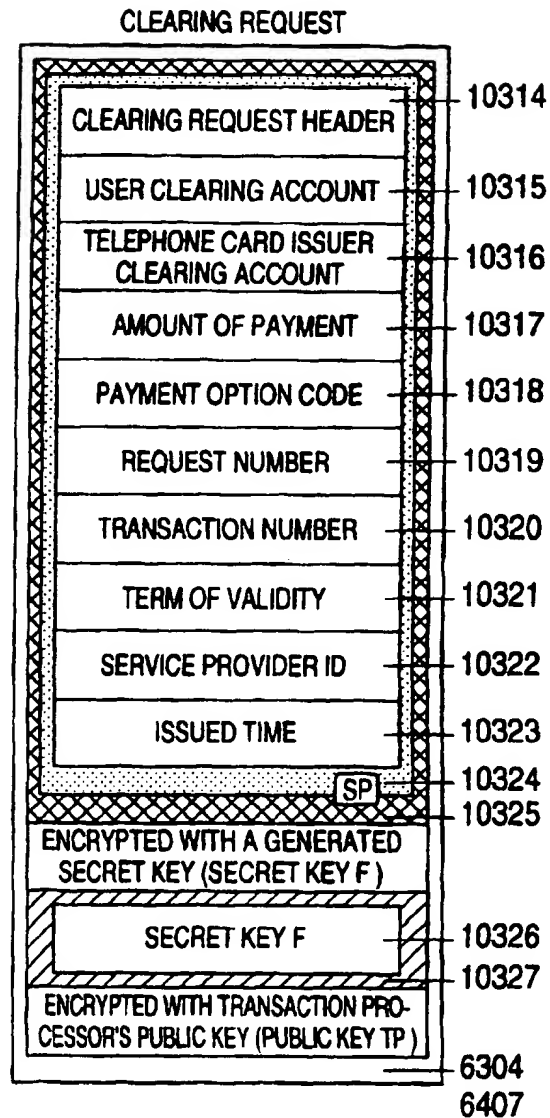 CLEARING REQUEST
CLEARING REQUEST HEADER 10314
USER CLEARING ACCOUNT 10315
TELEPHONE CARD ISSUER
CLEARING ACCOUNT 10316
AMOUNT OF PAYMENT 10317
PAYMENT OPTION CODE 10318
REQUEST NUMBER 10319
TRANSACTION NUMBER 10320
TERM OF VALIDITY 10321
SERVICE PROVIDER ID 10322
ISSUED TIME 10323
SP 10324
10325
ENCRYPTED WITH A GENERATED
SECRET KEY (SECRET KEY F)
SECRET KEY F 10326
10327
ENCRYPTED WITH TRANSACTION PRO-
CESSOR'S PUBLIC KEY (PUBLIC KEY TP)
6304
6407